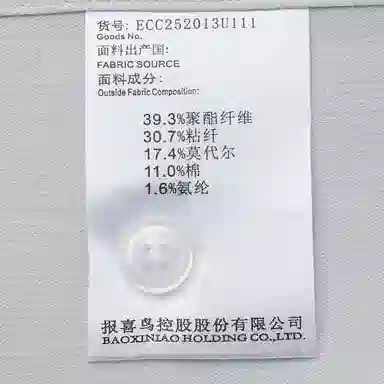 货号: ECC252013U111
Goods No.
面料出产国:
FABRIC SOURCE
面料成分:
Outside Fabric Composition:
39.3%聚酯纤维
30.7%粘纤
17.4%莫代尔
11.0%棉
1.6%氨纶
报喜鸟控股股份有限公司
BAOXINIAO HOLDING CO.,LTD.